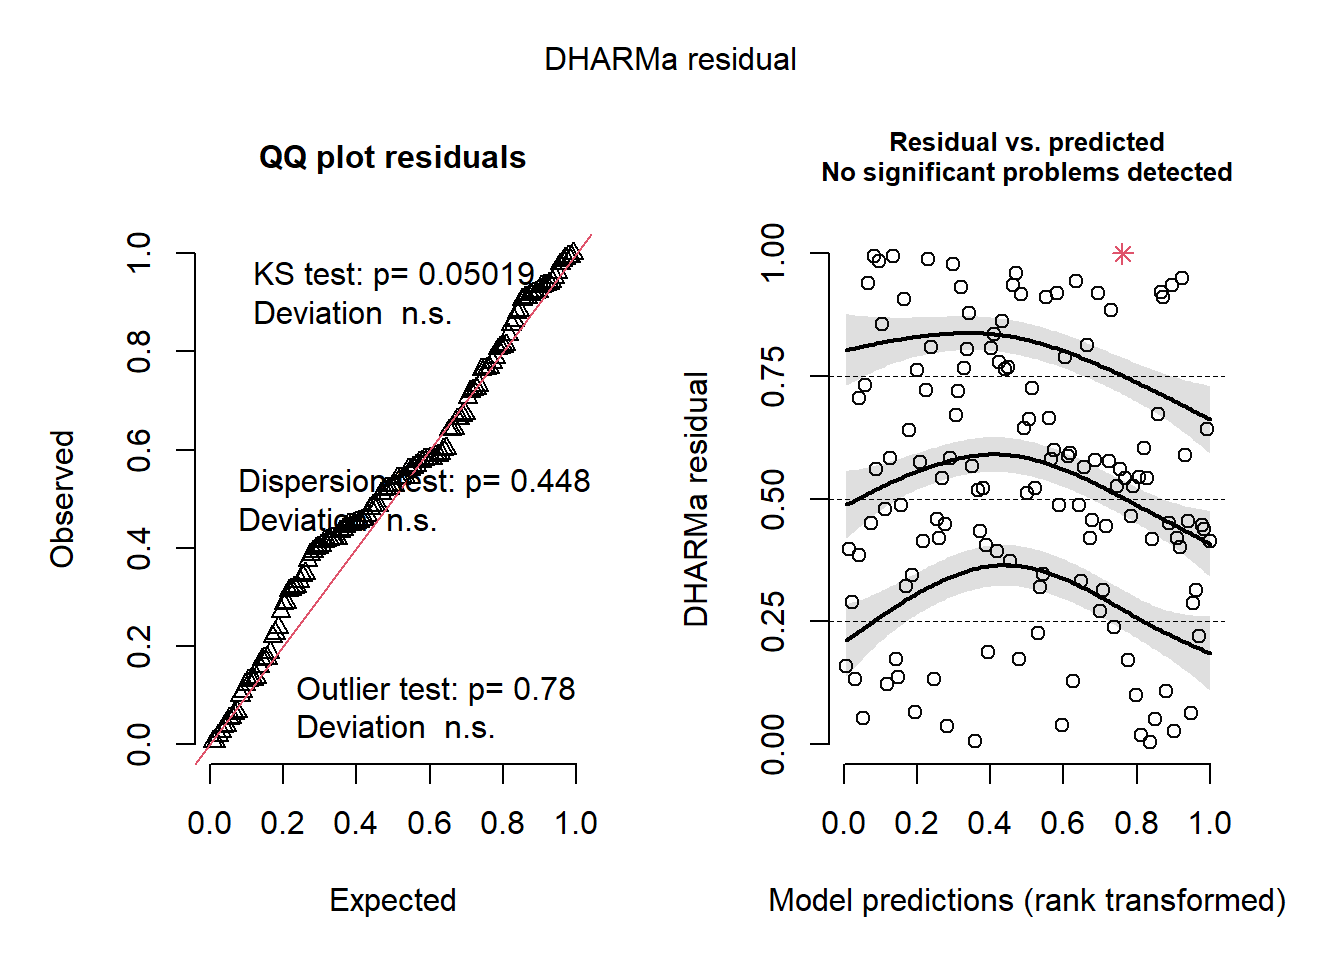 DHARMa residual
QQ plot residuals
KS test: p= 0.05019
Deviation  n.s.
Dispersion test: p= 0.448
Deviation  n.s.
Outlier test: p= 0.78
Deviation  n.s.
Observed
0.0 0.2 0.4 0.6 0.8 1.0
0.0 0.2 0.4 0.6 0.8 1.0
Expected
Residual vs. predicted
No significant problems detected
DHARMa residual
0.00 0.25 0.50 0.75 1.00
0.0 0.2 0.4 0.6 0.8 1.0
Model predictions (rank transformed)